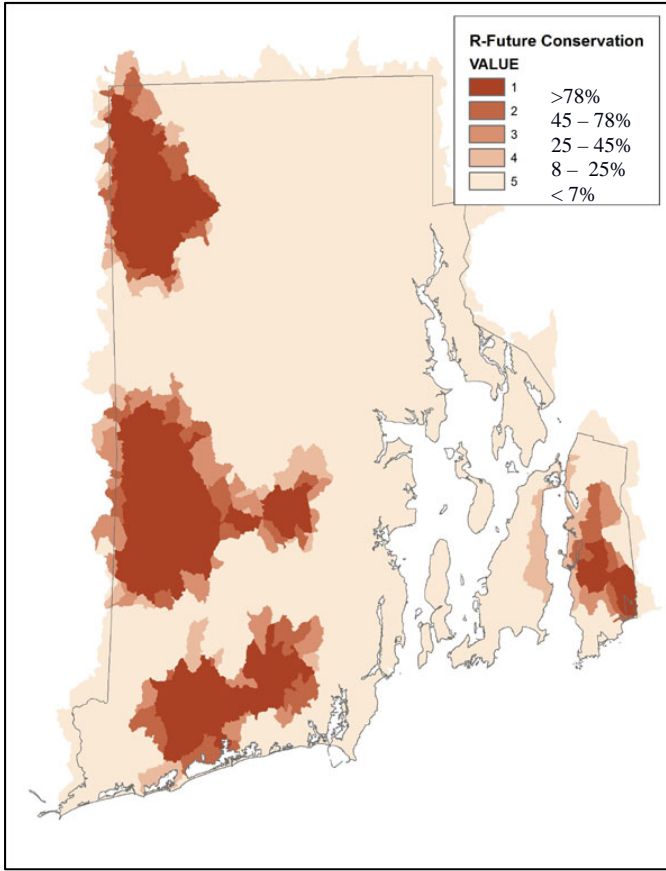 R-Future Conservation
VALUE
1 >78%
2 45 – 78%
3 25 – 45%
4 8 – 25%
5 < 7%